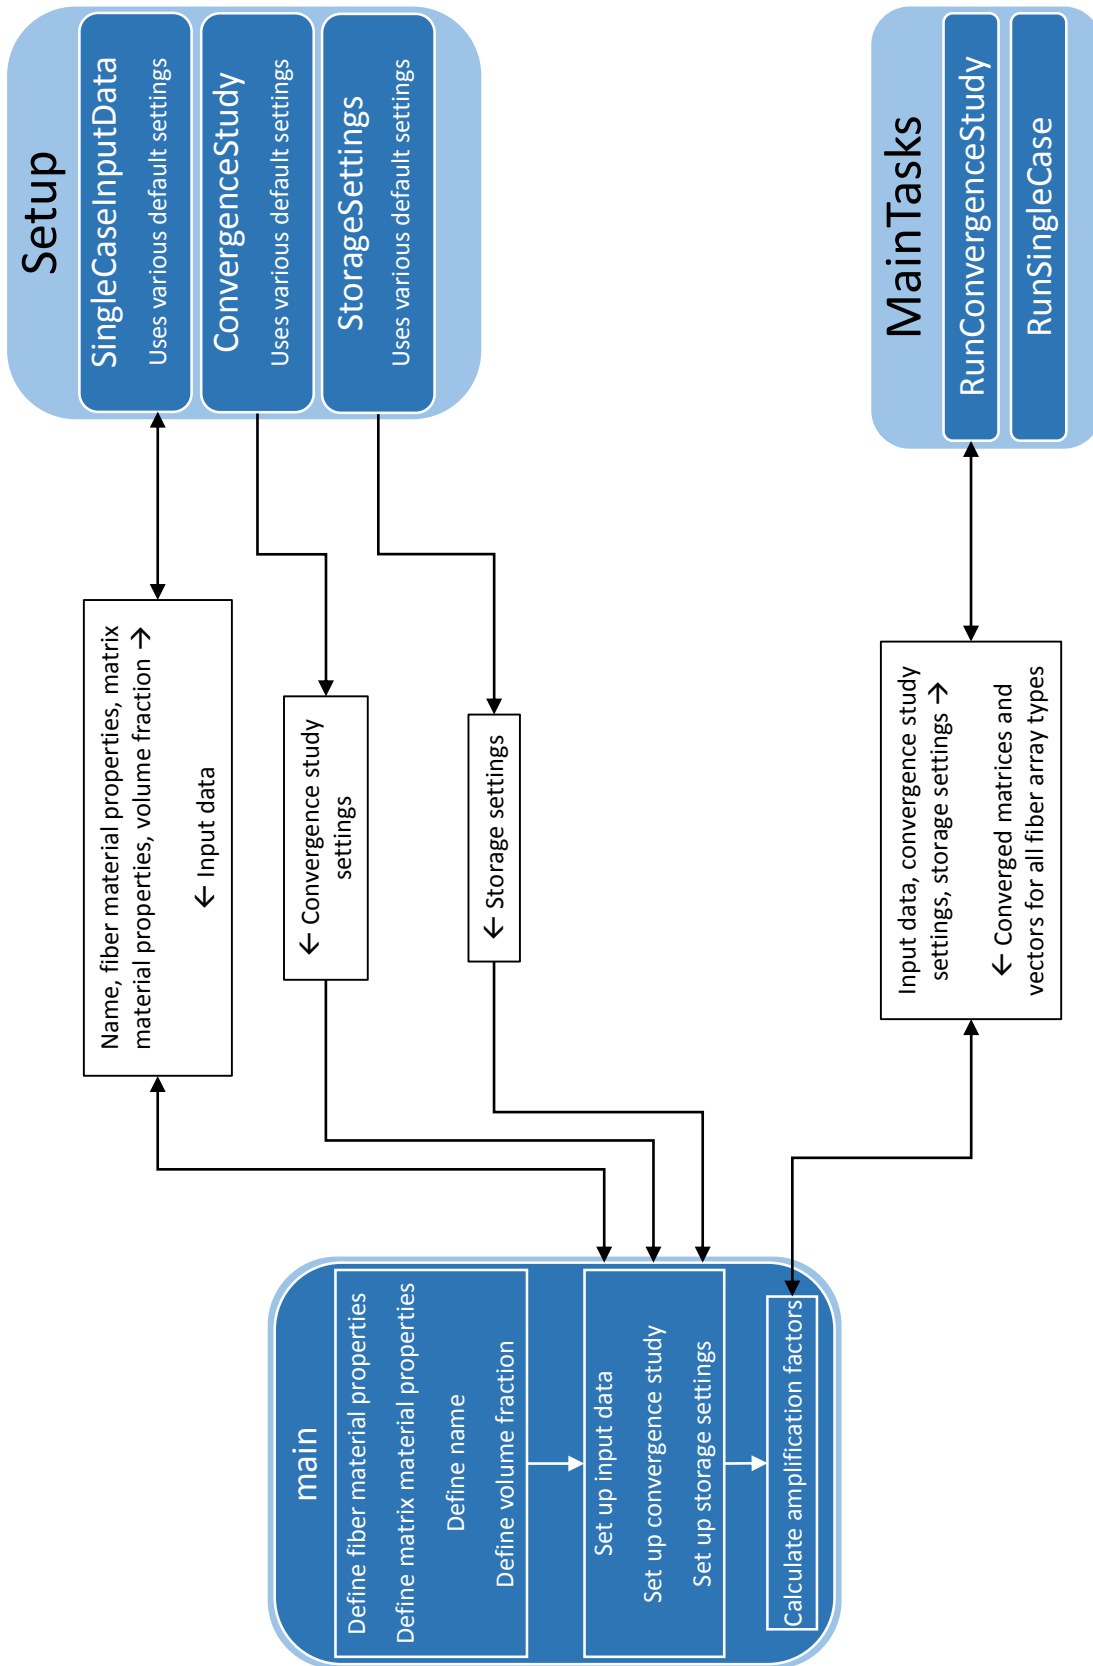 main
Define fiber material properties
Define matrix material properties
Define name
Define volume fraction
Set up input data
Set up convergence study
Set up storage settings
Calculate amplification factors
Name, fiber material properties, matrix
material properties, volume fraction →
← Input data
← Convergence study
settings
← Storage settings
Input data, convergence study
settings, storage settings →
← Converged matrices and
vectors for all fiber array types
Setup
SingleCaseInputData
Uses various default settings
ConvergenceStudy
Uses various default settings
StorageSettings
Uses various default settings
MainTasks
RunConvergenceStudy
RunSingleCase